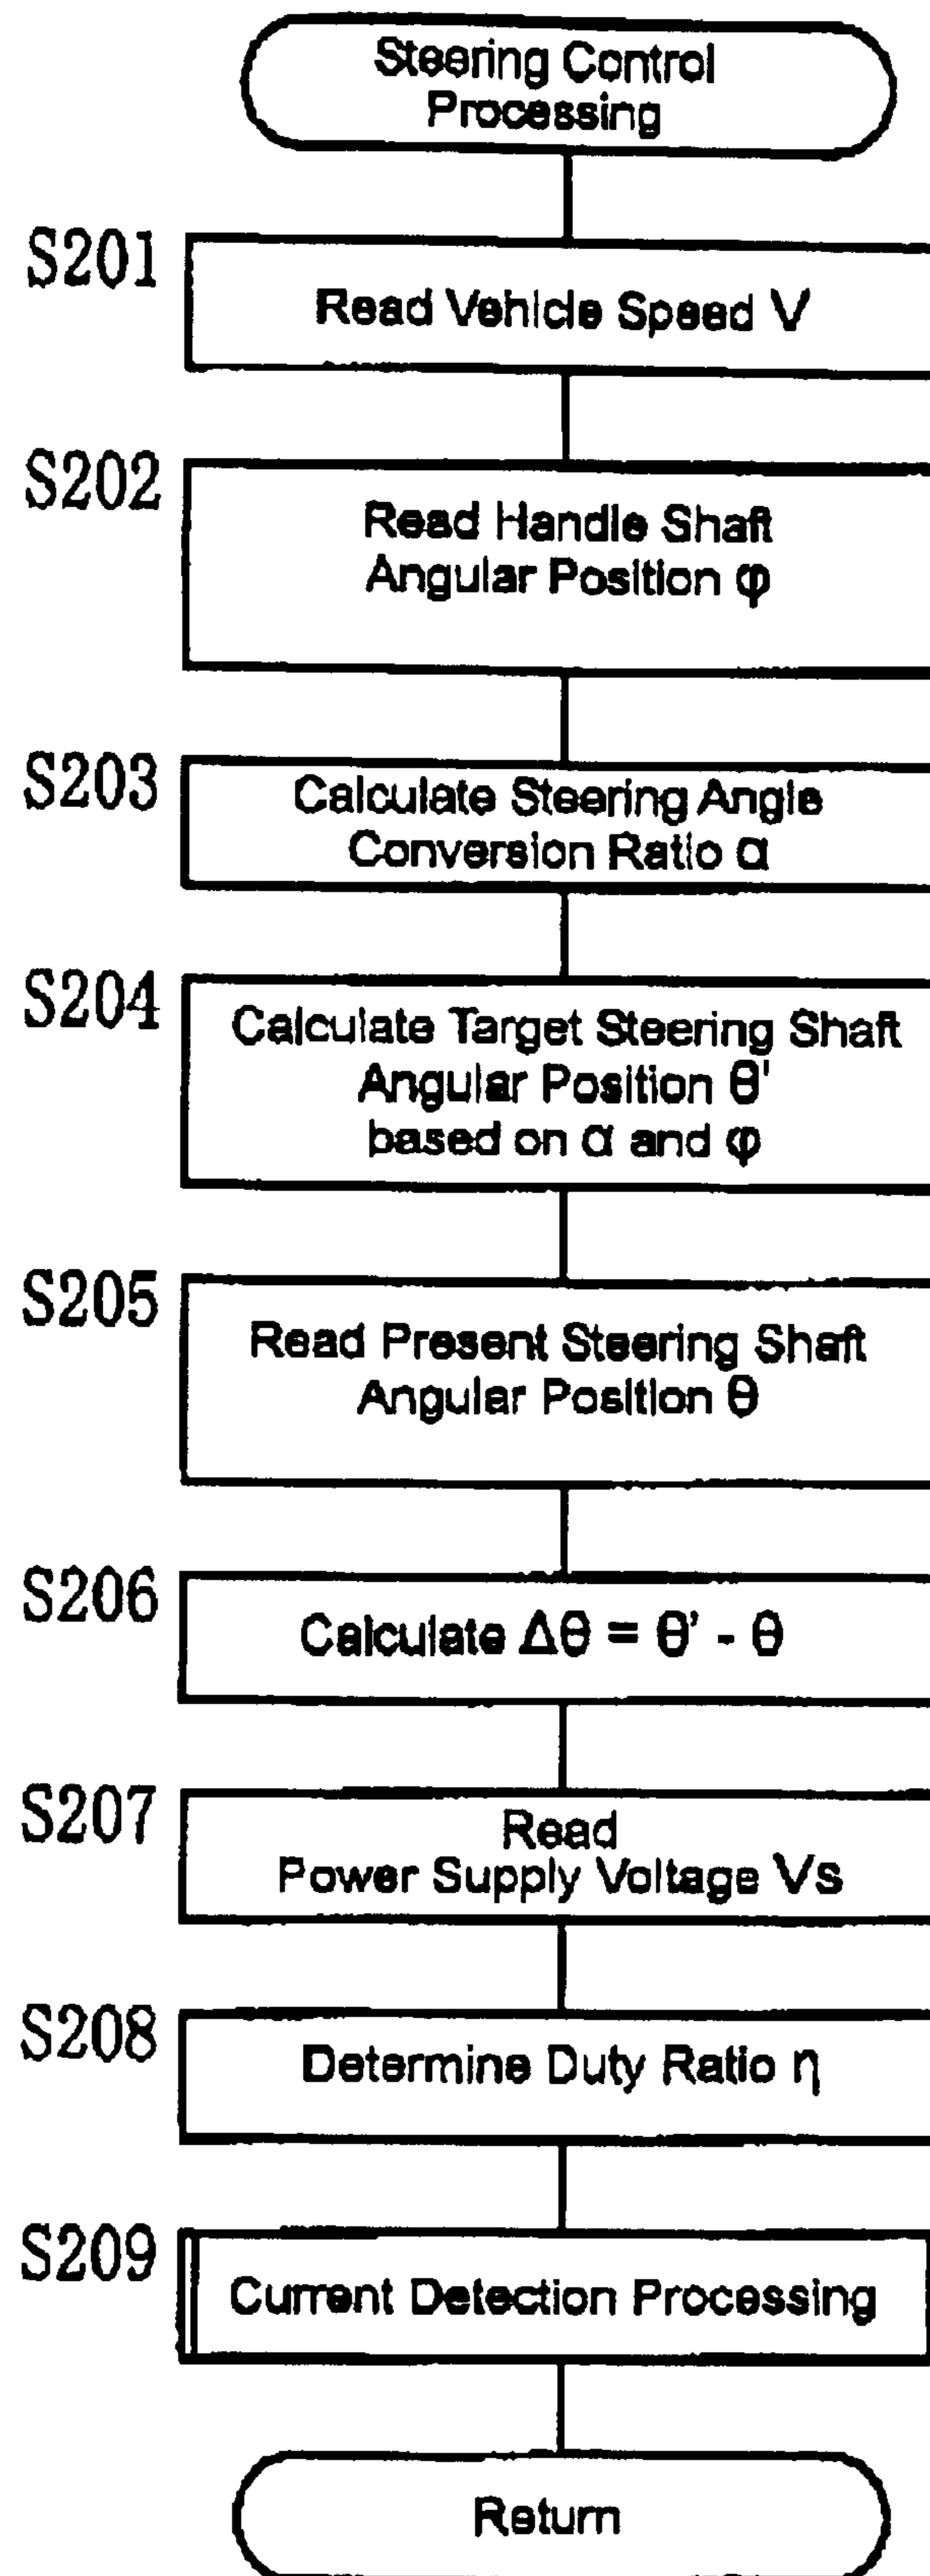 Steering Control
Processing
S201
Read Vehicle Speed V
S202
Read Handle Shaft
Angular Position φ
S203
Calculate Steering Angle
Conversion Ratio α
S204
Calculate Target Steering Shaft
Angular Position θ'
based on α and φ
S205
Read Present Steering Shaft
Angular Position θ
S206
Calculate Δθ = θ' - θ
S207
Read
Power Supply Voltage Vs
S208
Determine Duty Ratio η
S209
Current Detection Processing
Return